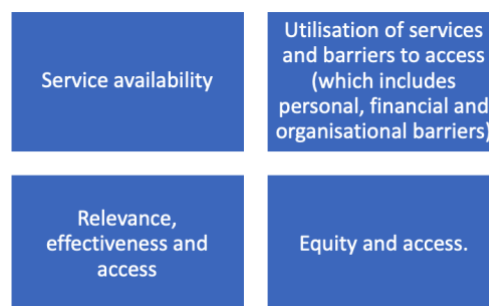 Service availability
Utilisation of services
and barriers to access
(which includes
personal, financial and
organisational barriers)
Relevance,
effectiveness and
access
Equity and access.